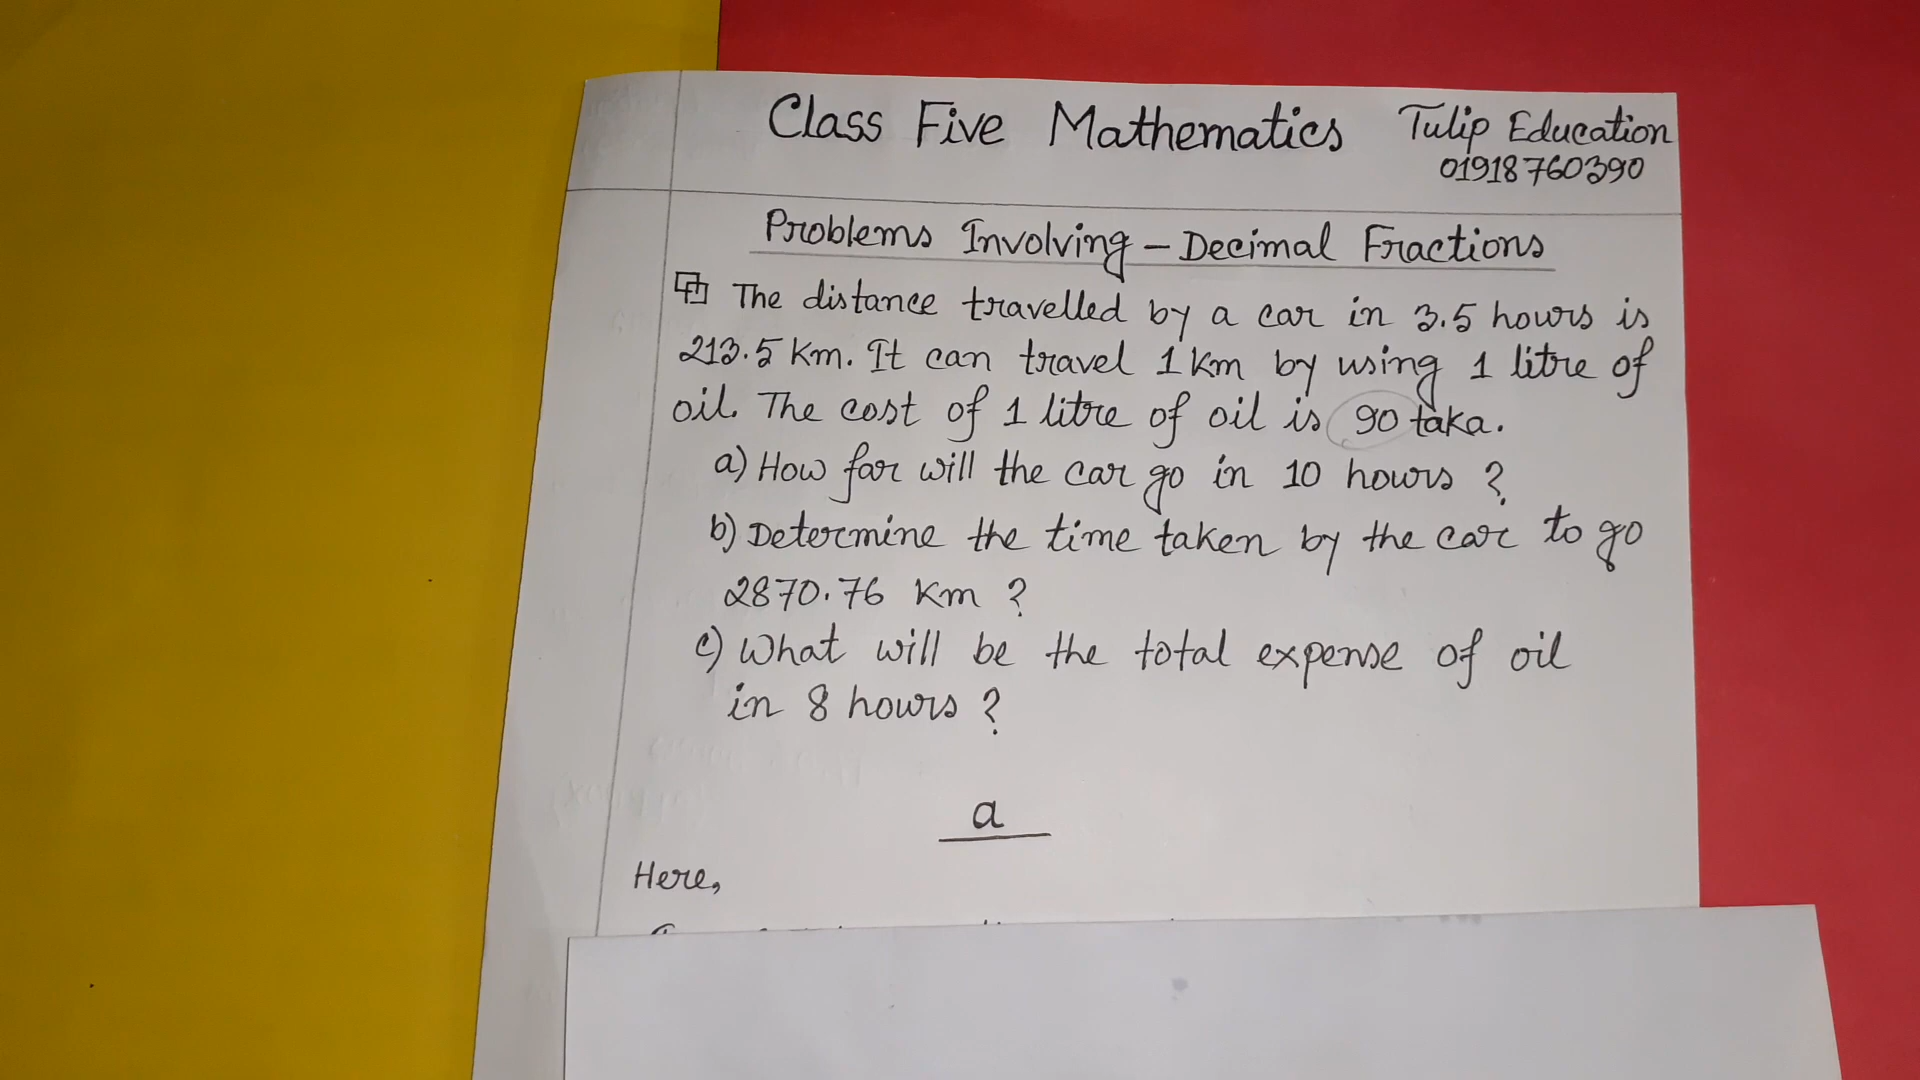 Class Five Mathematics Tulip Education
01918760390
Problems Involving - Decimal Fractions
The distance travelled by a car in 3.5 hours is
213.5 Km. It can travel 1 Km by using 1 litre of
oil. The cost of 1 litre of oil is 90 taka.
a) How far will the car go in 10 hours ?
b) Determine the time taken by the car to go
2870.76 Km ?
c) What will be the total expense of oil
in 8 hours ?
a
Here,